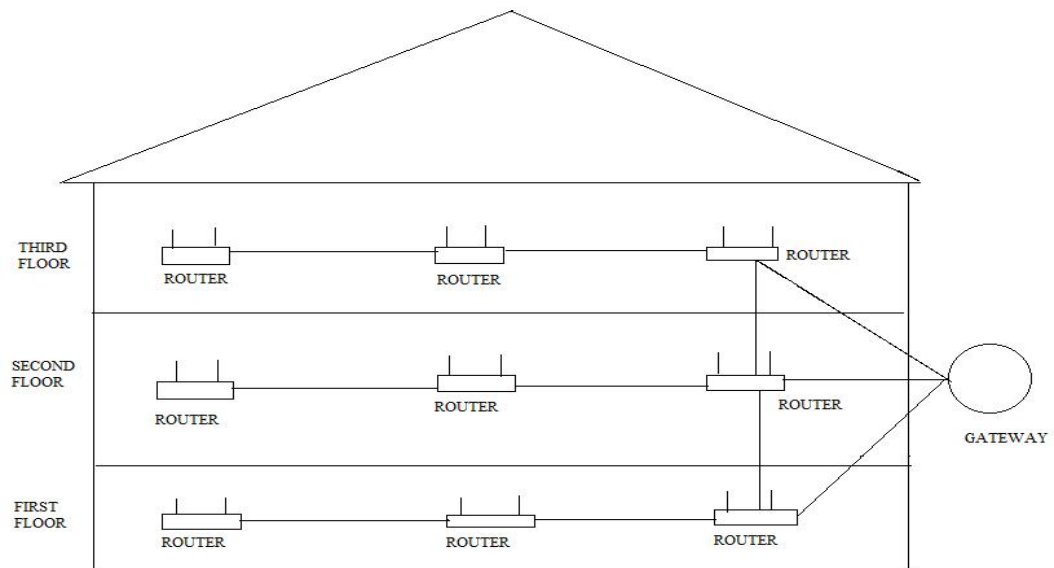 THIRD
FLOOR
ROUTER
ROUTER
ROUTER
SECOND
FLOOR
ROUTER
ROUTER
ROUTER
GATEWAY
FIRST
FLOOR
ROUTER
ROUTER
ROUTER